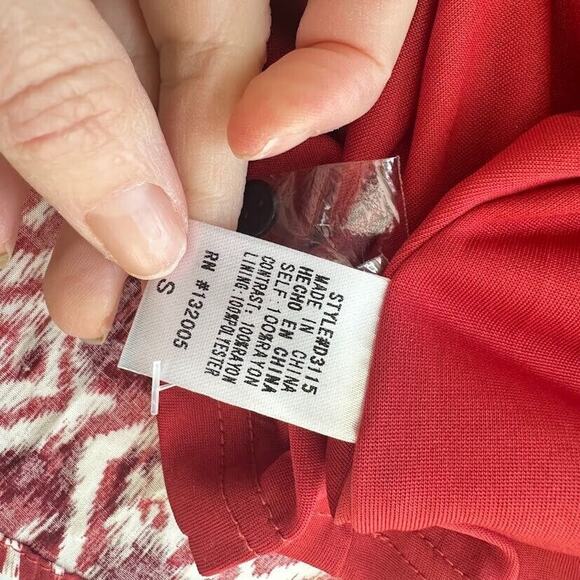 STYLE#D3115
MADE IN CHINA
HECHO EN CHINA
SELF:100%RAYON
CONTRAST:100%RAYON
LINING:100%POLYESTER
RN #132005
S